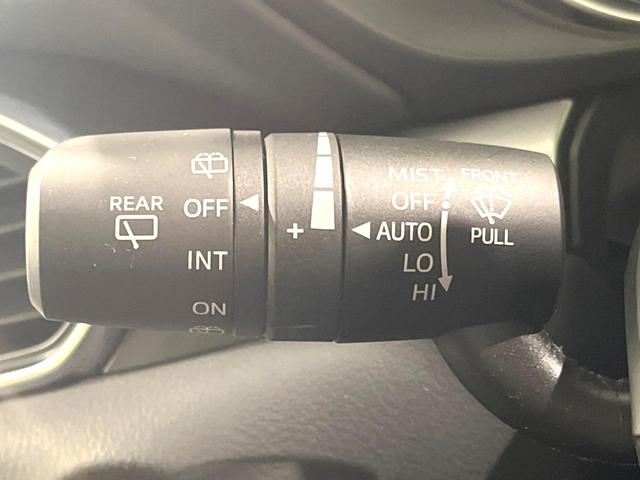 REAR
OFF
INT
ON
+
MIST
OFF
AUTO
LO
HI
FRONT
PULL